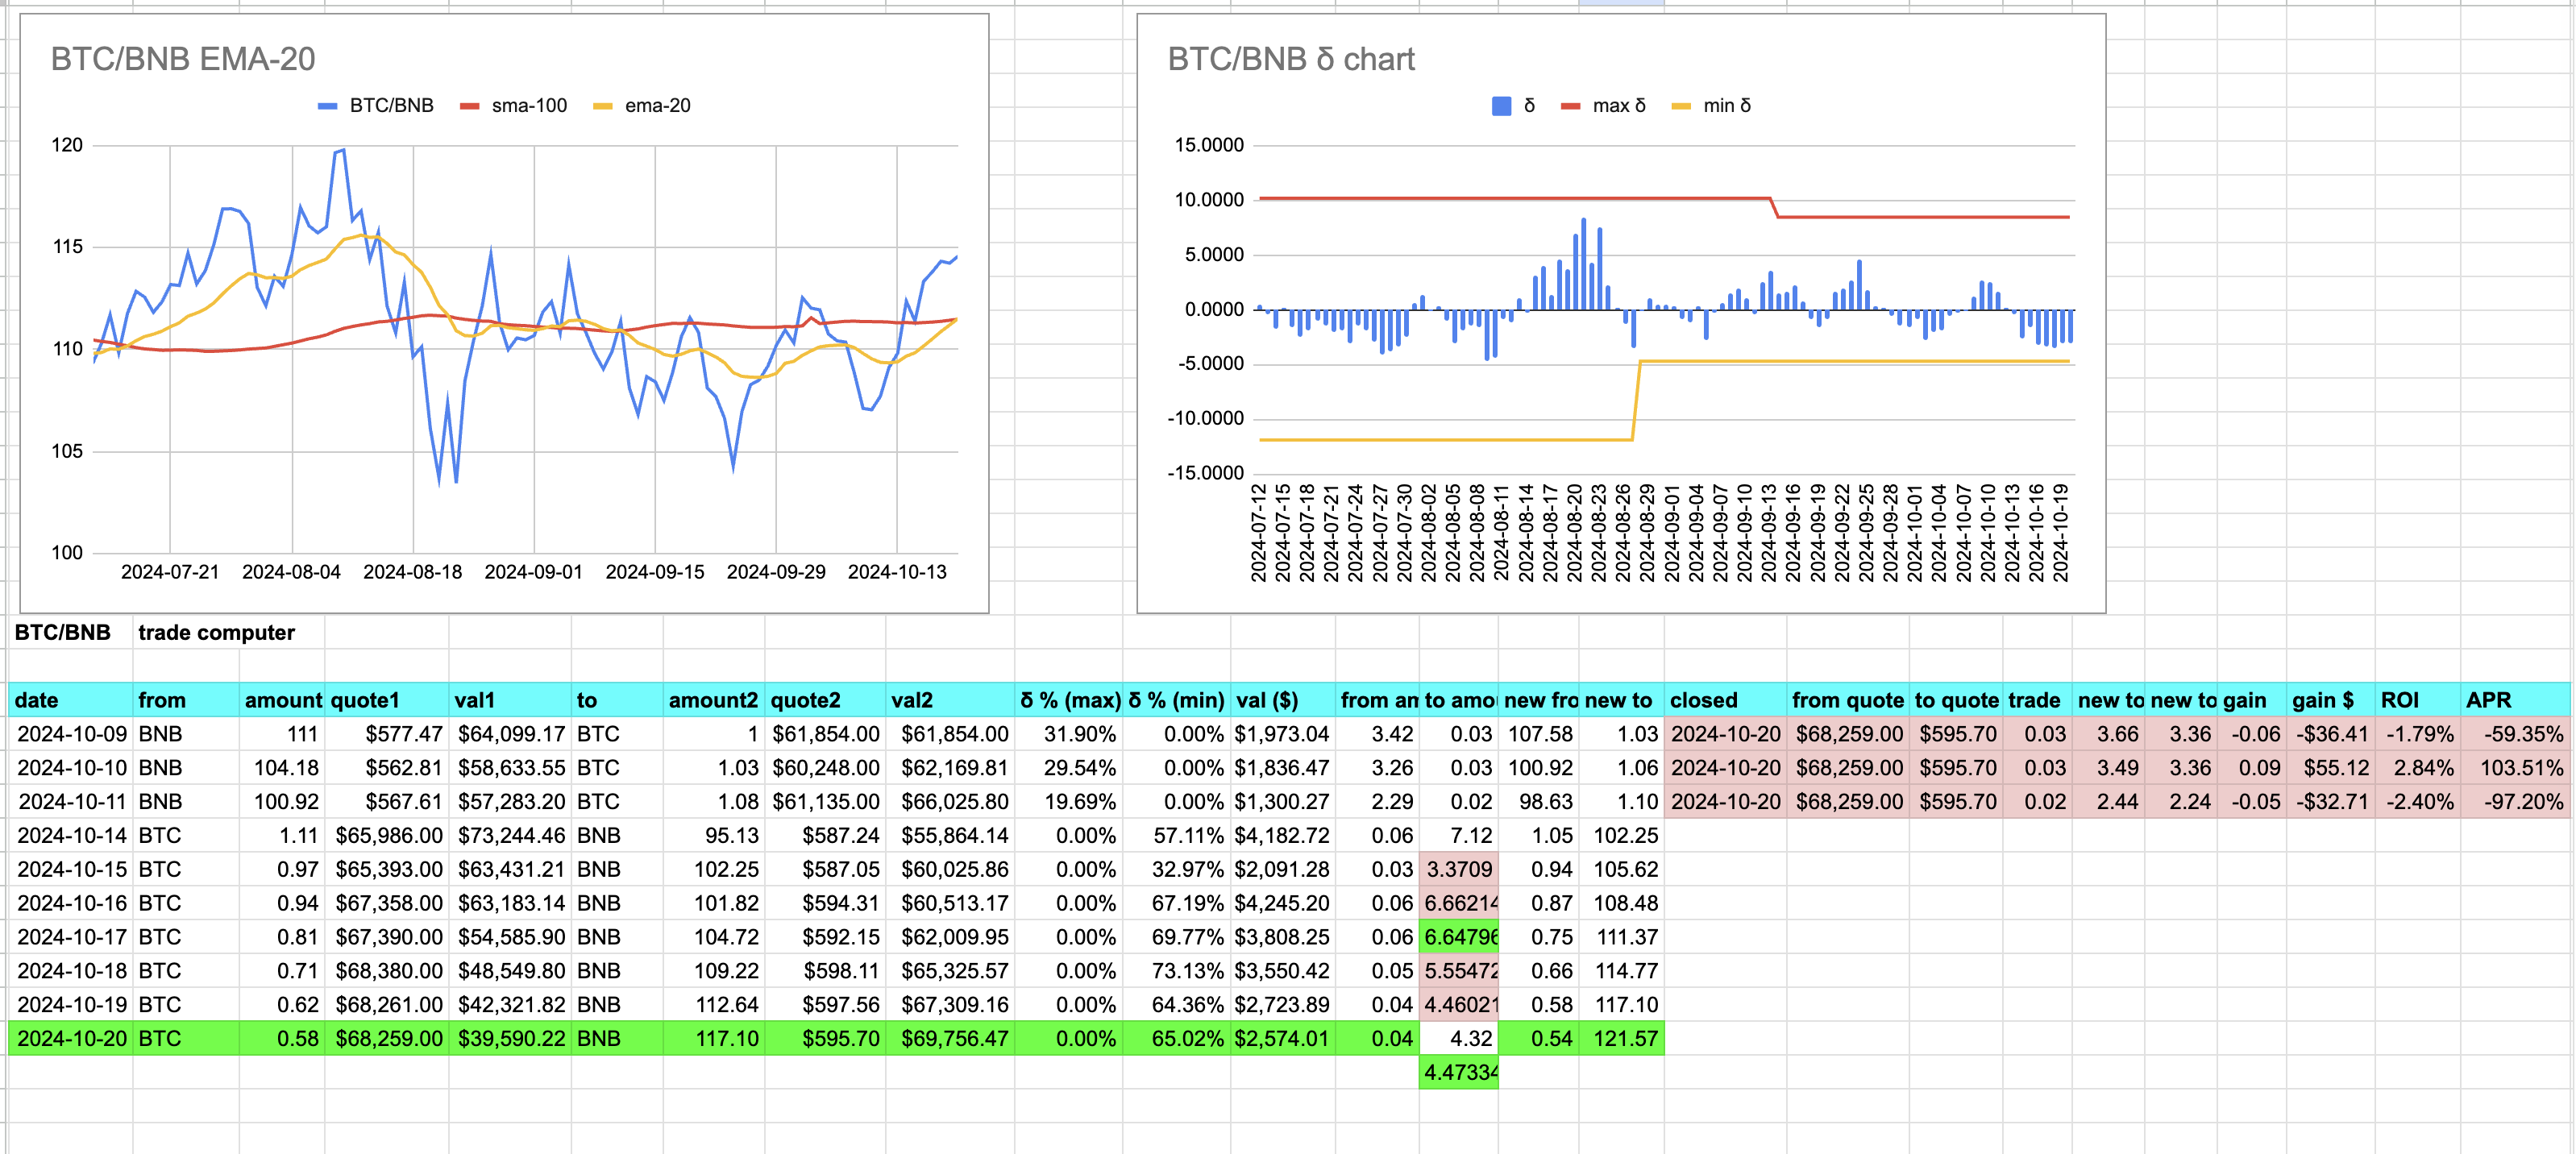 BTC/BNB EMA-20
BTC/BNB sma-100 ema-20
120
115
110
105
100
2024-07-21 2024-08-04 2024-08-18 2024-09-01 2024-09-15 2024-09-29 2024-10-13
BTC/BNB δ chart
δ max δ min δ
15.0000
10.0000
5.0000
0.0000
-5.0000
-10.0000
-15.0000
2024-07-12 2024-07-15 2024-07-18 2024-07-21 2024-07-24 2024-07-27 2024-07-30 2024-08-02 2024-08-05 2024-08-08 2024-08-11 2024-08-14 2024-08-17 2024-08-20 2024-08-23 2024-08-26 2024-08-29 2024-09-01 2024-09-04 2024-09-07 2024-09-10 2024-09-13 2024-09-16 2024-09-19 2024-09-22 2024-09-25 2024-09-28 2024-10-01 2024-10-04 2024-10-07 2024-10-10 2024-10-13 2024-10-16 2024-10-19
BTC/BNB trade computer
date from amount quote1 val1 to amount2 quote2 val2 δ % (max) δ % (min) val ($) from am to amou new fro new to closed from quote to quote trade new to new to gain gain $ ROI APR
2024-10-09 BNB 111 $577.47 $64,099.17 BTC 1 $61,854.00 $61,854.00 31.90% 0.00% $1,973.04 3.42 0.03 107.58 1.03 2024-10-20 $68,259.00 $595.70 0.03 3.66 3.36 -0.06 -$36.41 -1.79% -59.35%
2024-10-10 BNB 104.18 $562.81 $58,633.55 BTC 1.03 $60,248.00 $62,169.81 29.54% 0.00% $1,836.47 3.26 0.03 100.92 1.06 2024-10-20 $68,259.00 $595.70 0.03 3.49 3.36 0.09 $55.12 2.84% 103.51%
2024-10-11 BNB 100.92 $567.61 $57,283.20 BTC 1.08 $61,135.00 $66,025.80 19.69% 0.00% $1,300.27 2.29 0.02 98.63 1.10 2024-10-20 $68,259.00 $595.70 0.02 2.44 2.24 -0.05 -$32.71 -2.40% -97.20%
2024-10-14 BTC 1.11 $65,986.00 $73,244.46 BNB 95.13 $587.24 $55,864.14 0.00% 57.11% $4,182.72 0.06 7.12 1.05 102.25
2024-10-15 BTC 0.97 $65,393.00 $63,431.21 BNB 102.25 $587.05 $60,025.86 0.00% 32.97% $2,091.28 0.03 3.3709 0.94 105.62
2024-10-16 BTC 0.94 $67,358.00 $63,183.14 BNB 101.82 $594.31 $60,513.17 0.00% 67.19% $4,245.20 0.06 6.66214 0.87 108.48
2024-10-17 BTC 0.81 $67,390.00 $54,585.90 BNB 104.72 $592.15 $62,009.95 0.00% 69.77% $3,808.25 0.06 6.64796 0.75 111.37
2024-10-18 BTC 0.71 $68,380.00 $48,549.80 BNB 109.22 $598.11 $65,325.57 0.00% 73.13% $3,550.42 0.05 5.55472 0.66 114.77
2024-10-19 BTC 0.62 $68,261.00 $42,321.82 BNB 112.64 $597.56 $67,309.16 0.00% 64.36% $2,723.89 0.04 4.46021 0.58 117.10
2024-10-20 BTC 0.58 $68,259.00 $39,590.22 BNB 117.10 $595.70 $69,756.47 0.00% 65.02% $2,574.01 0.04 4.32 0.54 121.57
4.47334